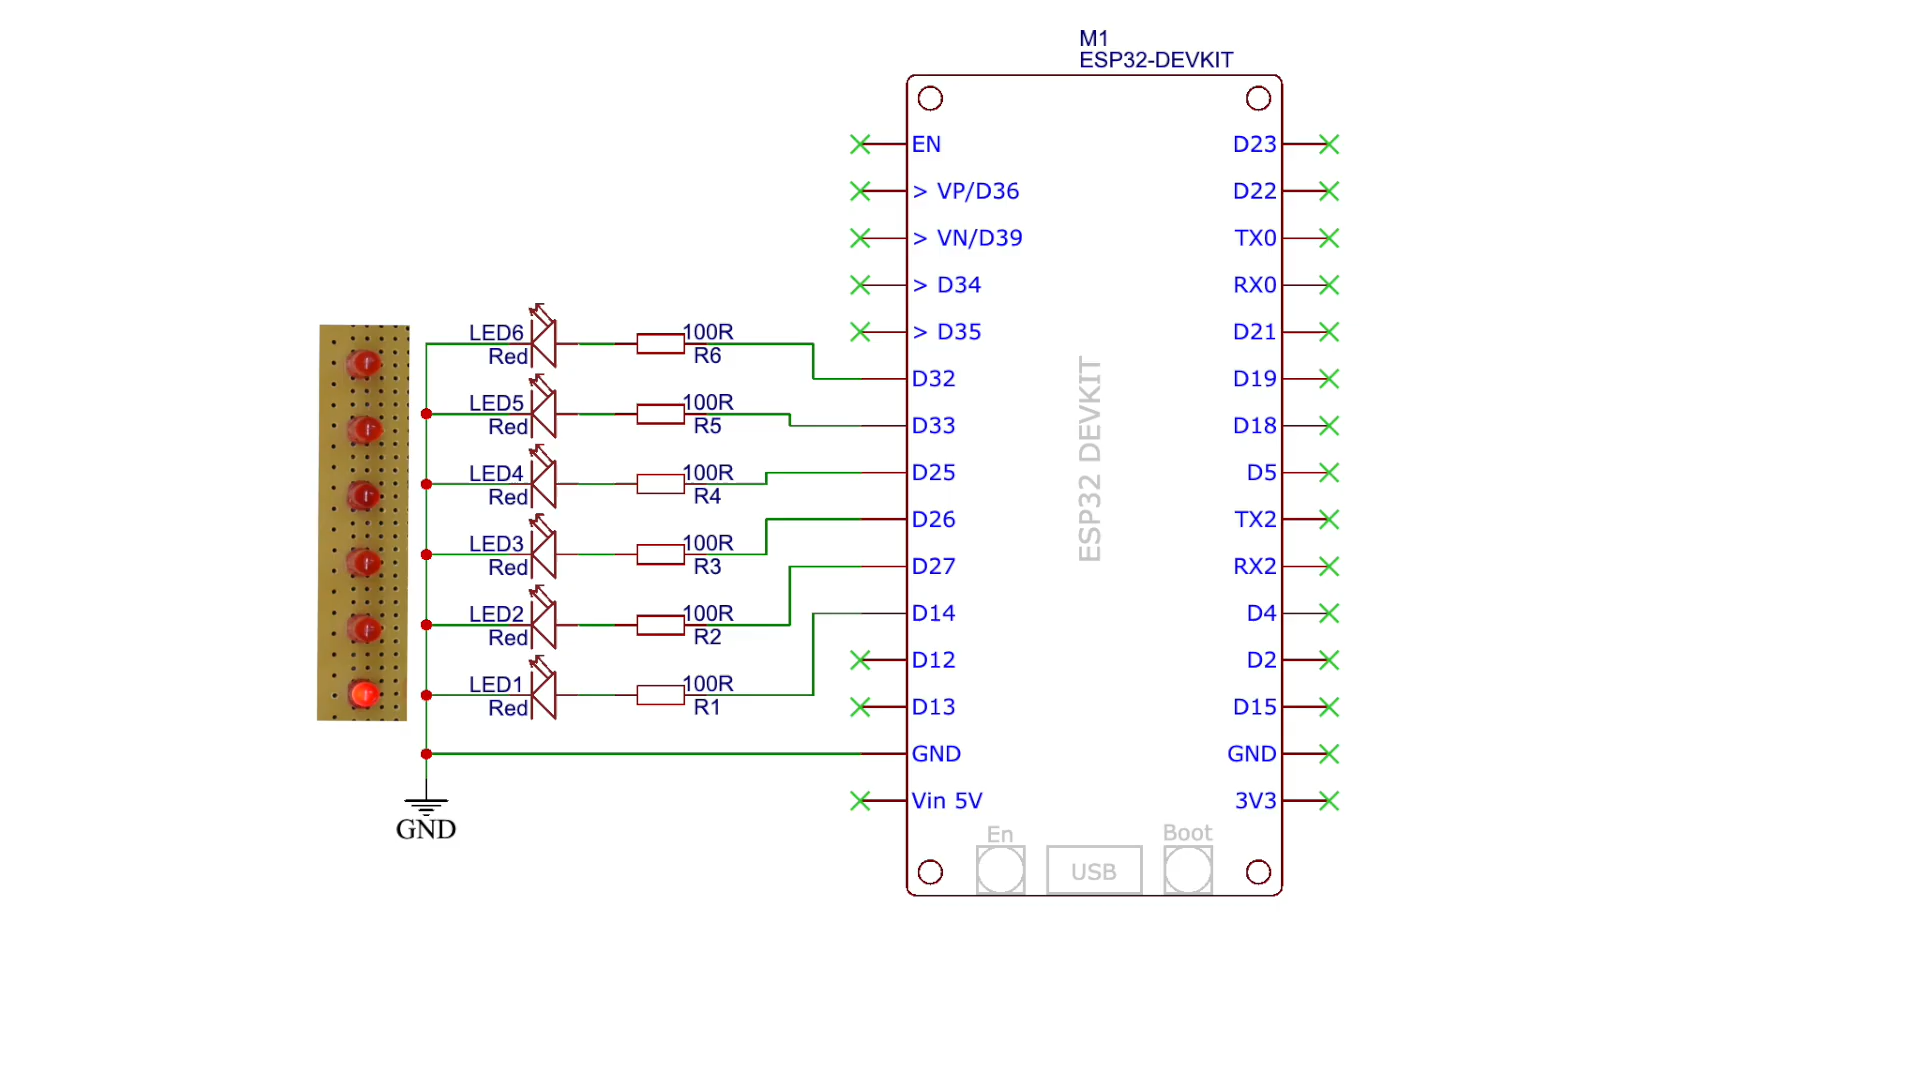 M1
ESP32-DEVKIT
EN
> VP/D36
> VN/D39
> D34
> D35
D32
D33
D25
D26
D27
D14
D12
D13
GND
Vin 5V
D23
D22
TX0
RX0
D21
D19
D18
D5
TX2
RX2
D4
D2
D15
GND
3V3
ESP32 DEVKIT
En
USB
Boot
LED6
Red
100R
R6
LED5
Red
100R
R5
LED4
Red
100R
R4
LED3
Red
100R
R3
LED2
Red
100R
R2
LED1
Red
100R
R1
GND